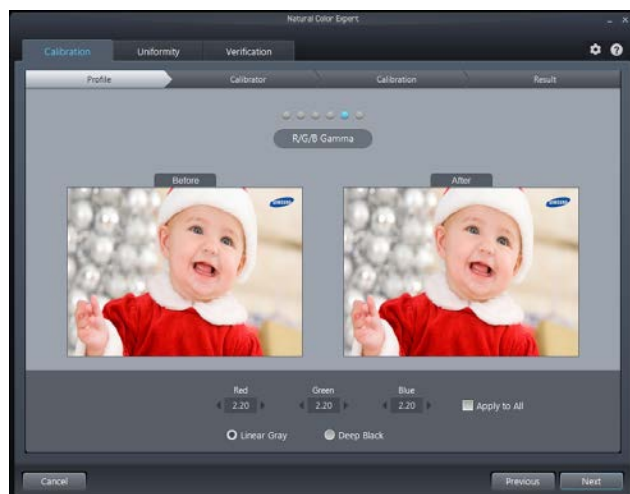 Natural Color Expert
Calibration Uniformity Verification
Profile Calibrator Calibration Result
R/G/B Gamma
Before After
SAMSUNG SAMSUNG
Red Green Blue
2.20 2.20 2.20 Apply to All
Linear Gray Deep Black
Cancel Previous Next